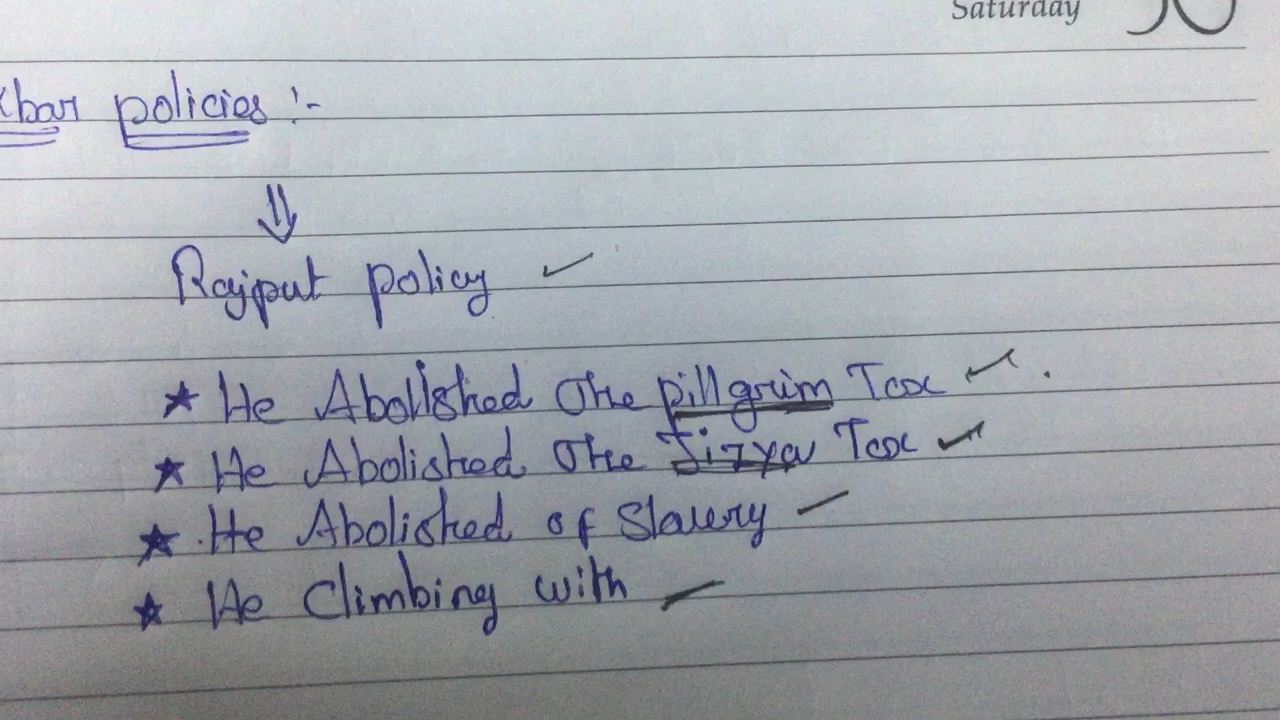 Saturday
kbar policies :-
⇓
Rajput policy ✓
★ He Abolished The pillgrim Tax ✓ .
★ He Abolished The Jizya Tax ✓
★ He Abolished of Slavery
★ He Climbing with